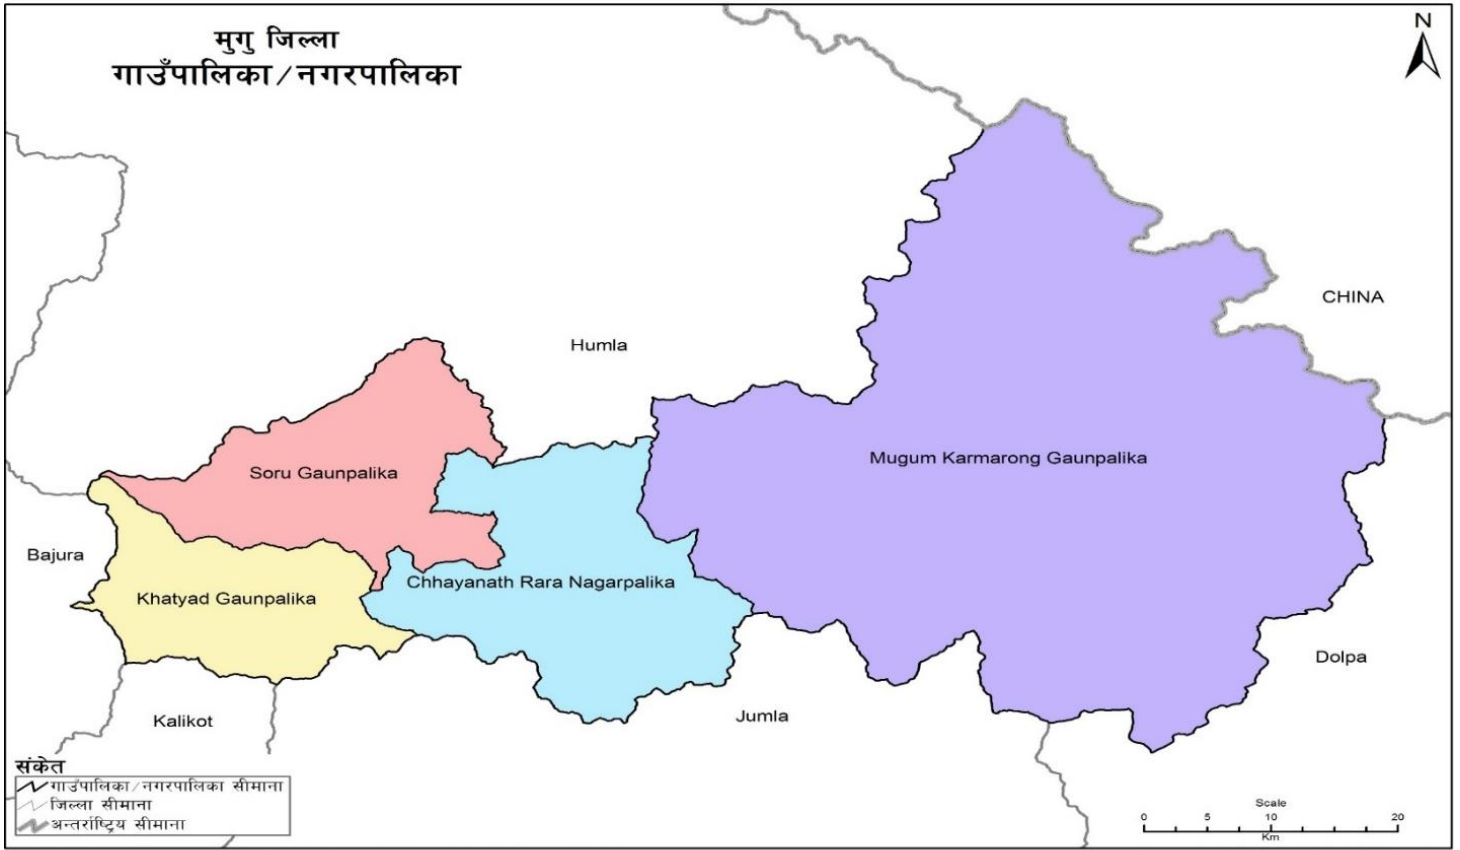 मुगु जिल्ला
गाउँपालिका/नगरपालिका
N
CHINA
Humla
Mugum Karmarong Gaunpalika
Soru Gaunpalika
Bajura
Chhayanath Rara Nagarpalika
Khatyad Gaunpalika
Dolpa
Kalikot
Jumla
संकेत
गाउँपालिका/नगरपालिका सीमाना
जिल्ला सीमाना
अन्तर्राष्ट्रिय सीमाना
Scale
0 5 10 20
Km